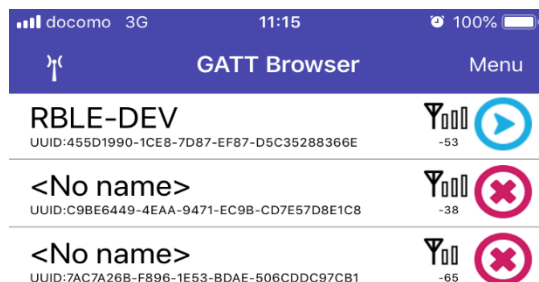 docomo 3G 11:15 100%
GATT Browser Menu
RBLE-DEV
UUID:455D1990-1CE8-7D87-EF87-D5C35288366E -53
<No name>
UUID:C9BE6449-4EAA-9471-EC9B-CD7E57D8E1C8 -38
<No name>
UUID:7AC7A26B-F896-1E53-BDAE-506CDDC97CB1 -65